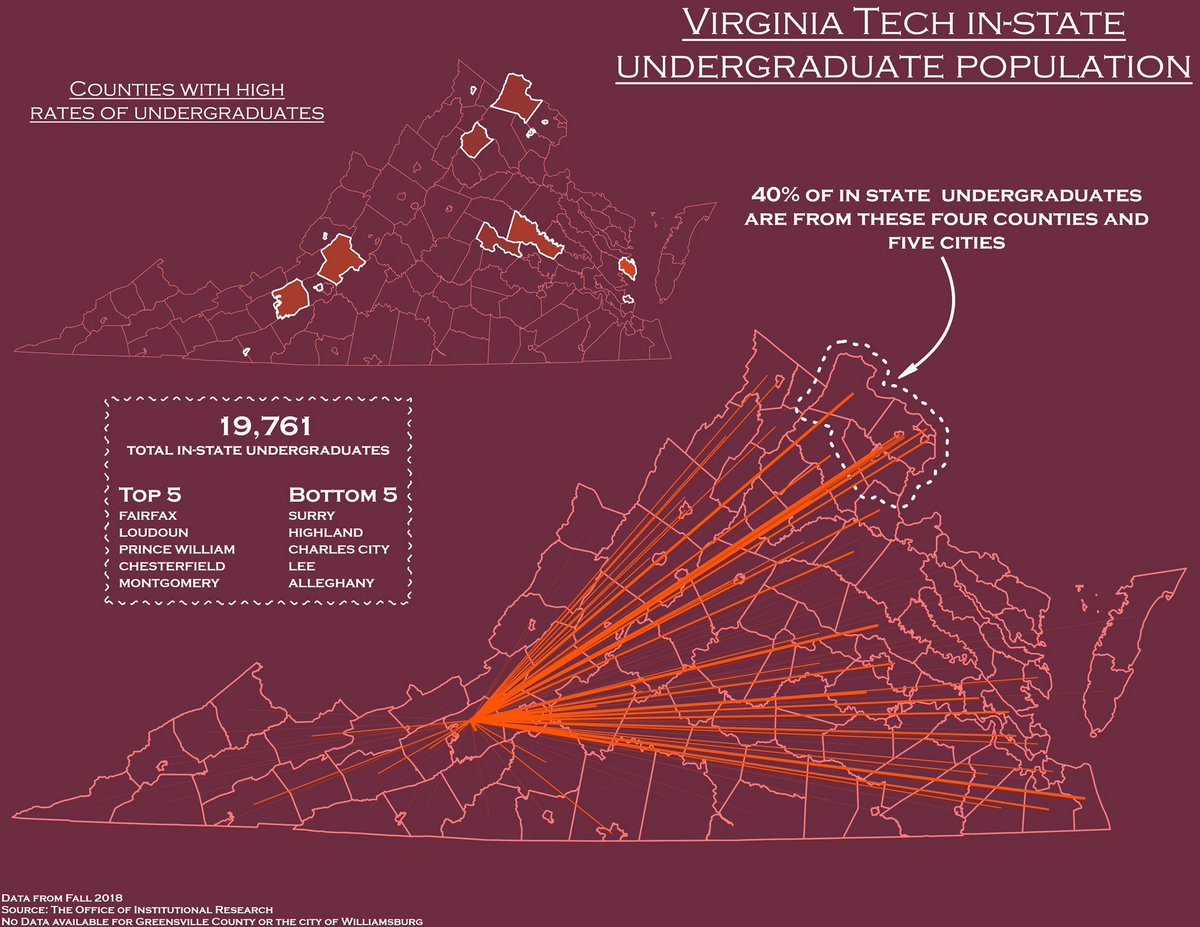 Virginia Tech in-state
undergraduate population
Counties with high
rates of undergraduates
40% of in state undergraduates
are from these four counties and
five cities
19,761
total in-state undergraduates
Top 5
Fairfax
Loudoun
Prince William
Chesterfield
Montgomery
Bottom 5
Surry
Highland
Charles City
Lee
Alleghany
Data from Fall 2018
Source: The Office of Institutional Research
No Data available for Greensville County or the city of Williamsburg